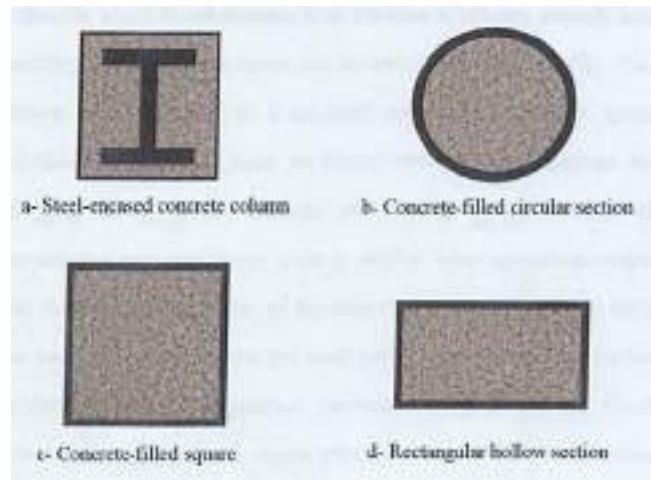 a- Steel-encased concrete column
b- Concrete-filled circular section
c- Concrete-filled square
d- Rectangular hollow section